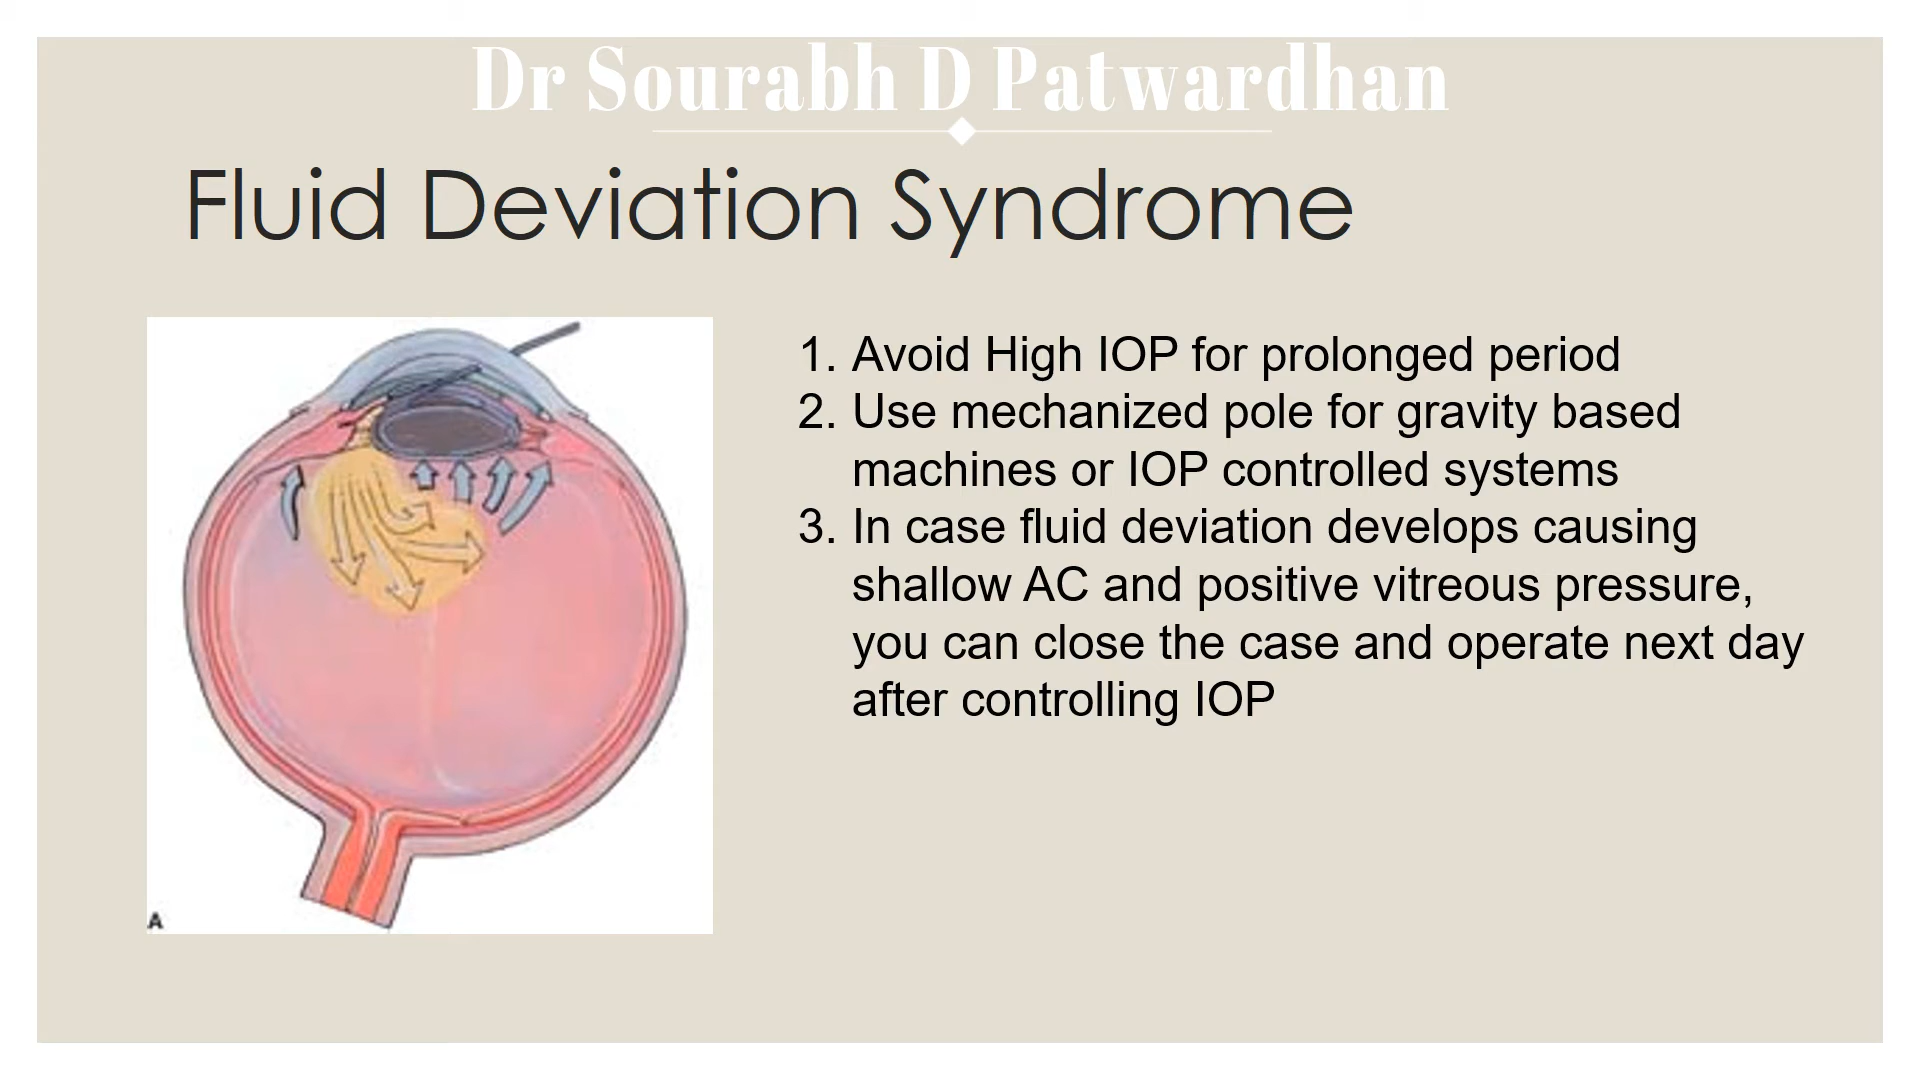 Dr Sourabh D Patwardhan
Fluid Deviation Syndrome
1. Avoid High IOP for prolonged period
2. Use mechanized pole for gravity based
machines or IOP controlled systems
3. In case fluid deviation develops causing
shallow AC and positive vitreous pressure,
you can close the case and operate next day
after controlling IOP
A